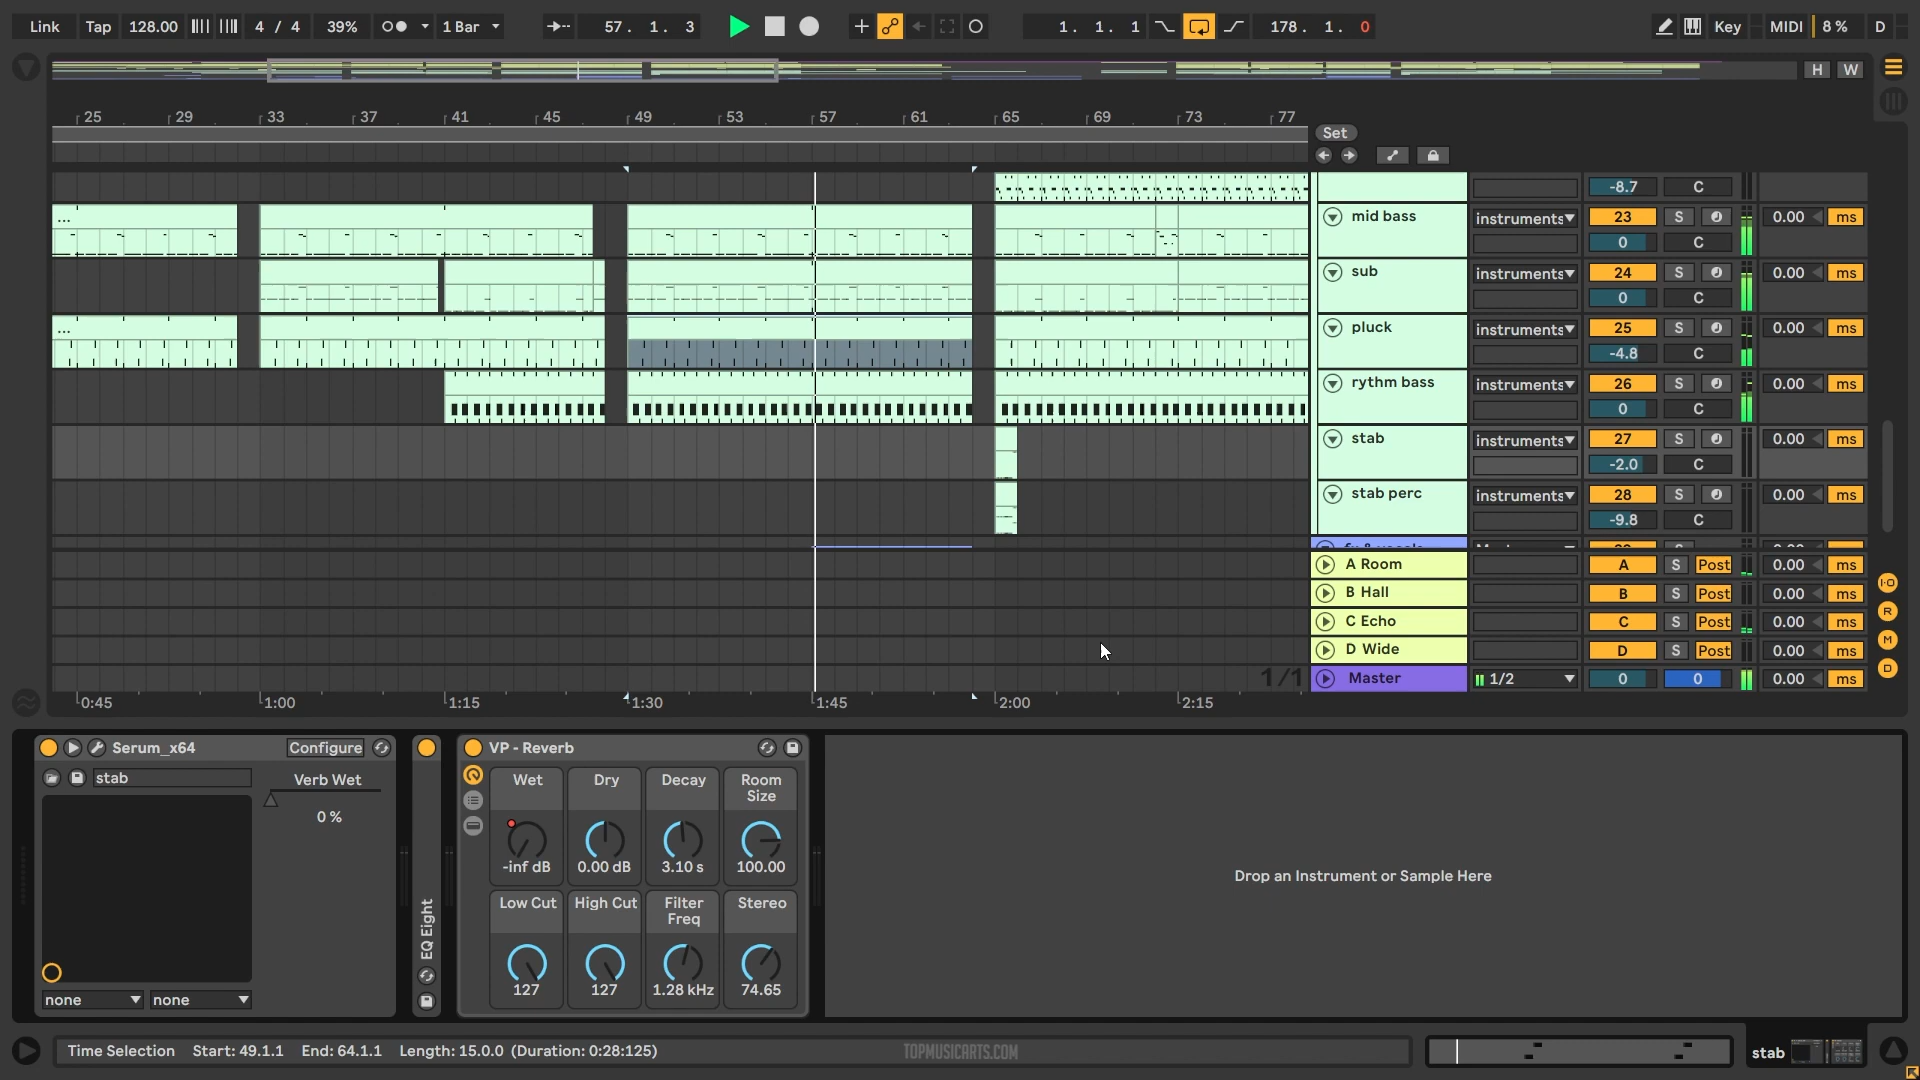 Link Tap 128.00 4 / 4 39% 1 Bar 57. 1. 3 1. 1. 1 178. 1. 0 Key MIDI 8 % D
H W
25 29 33 37 41 45 49 53 57 61 65 69 73 77
Set
-8.7 C
... mid bass instruments 23 S 0.00 ms
0 C
sub instruments 24 S 0.00 ms
0 C
... pluck instruments 25 S 0.00 ms
-4.8 C
rythm bass instruments 26 S 0.00 ms
0 C
stab instruments 27 S 0.00 ms
-2.0 C
stab perc instruments 28 S 0.00 ms
-9.8 C
A Room A S Post 0.00 ms
I·O
B Hall B S Post 0.00 ms
R
C Echo C S Post 0.00 ms
M
D Wide D S Post 0.00 ms
D
1/1 Master 1/2 0 0 0.00 ms
0:45 1:00 1:15 1:30 1:45 2:00 2:15
Serum_x64 Configure
stab
Verb Wet
0 %
none none
EQ Eight
VP - Reverb
Wet Dry Decay Room Size
-inf dB 0.00 dB 3.10 s 100.00
Low Cut High Cut Filter Freq Stereo
127 127 1.28 kHz 74.65
Drop an Instrument or Sample Here
Time Selection Start: 49.1.1 End: 64.1.1 Length: 15.0.0 (Duration: 0:28:125)
TOPMUSICARTS.COM
stab